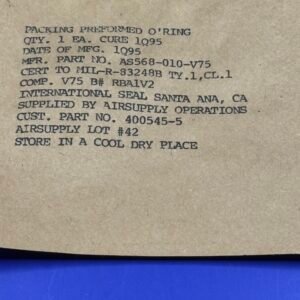 PACKING PREFORMED O'RING
QTY. 1 EA. CURE 1Q95
DATE OF MFG. 1Q95
MFR. PART NO. AS568-010-V75
CERT TO MIL-R-83248B TY.1,CL.1
COMP. V75 B# RBA1V2
INTERNATIONAL SEAL SANTA ANA, CA
SUPPLIED BY AIRSUPPLY OPERATIONS
CUST. PART NO. 400545-5
AIRSUPPLY LOT #42
STORE IN A COOL DRY PLACE